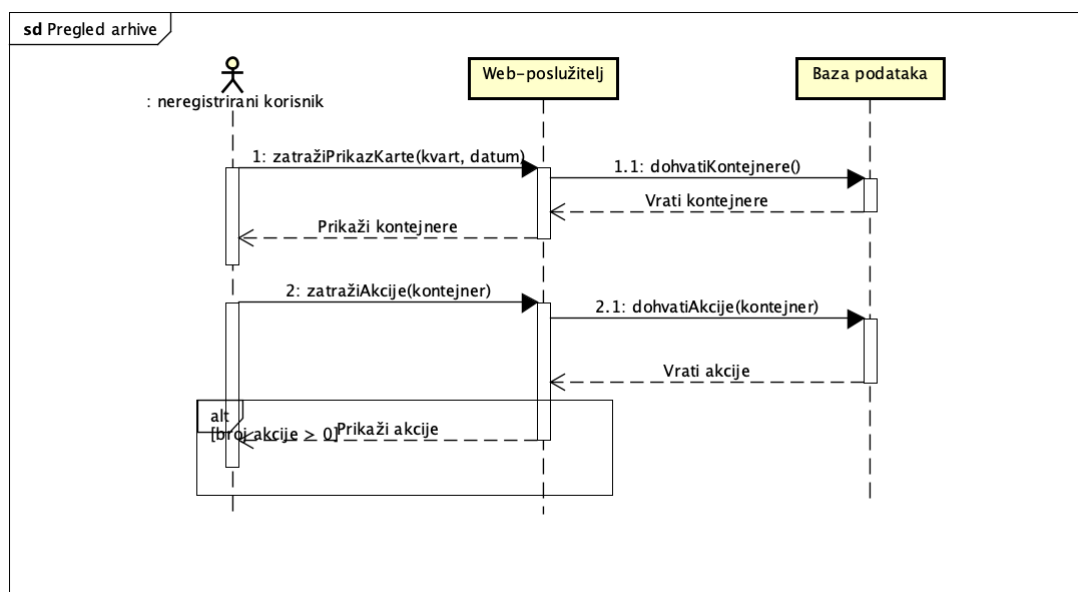 sd Pregled arhive
: neregistrirani korisnik
Web-poslužitelj
Baza podataka
1: zatražiPrikazKarte(kvart, datum)
1.1: dohvatiKontejnere()
Vrati kontejnere
Prikaži kontejnere
2: zatražiAkcije(kontejner)
2.1: dohvatiAkcije(kontejner)
Vrati akcije
alt
[broj akcije > 0]
Prikaži akcije